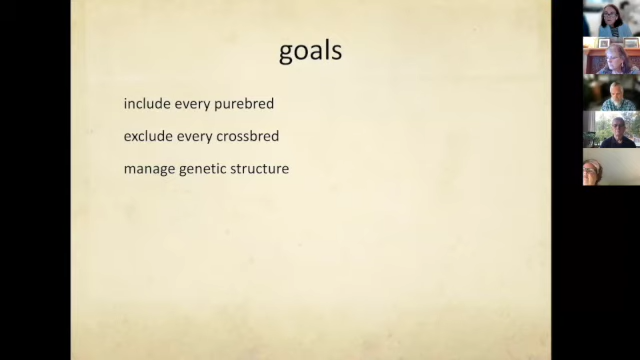 goals
include every purebred
exclude every crossbred
manage genetic structure